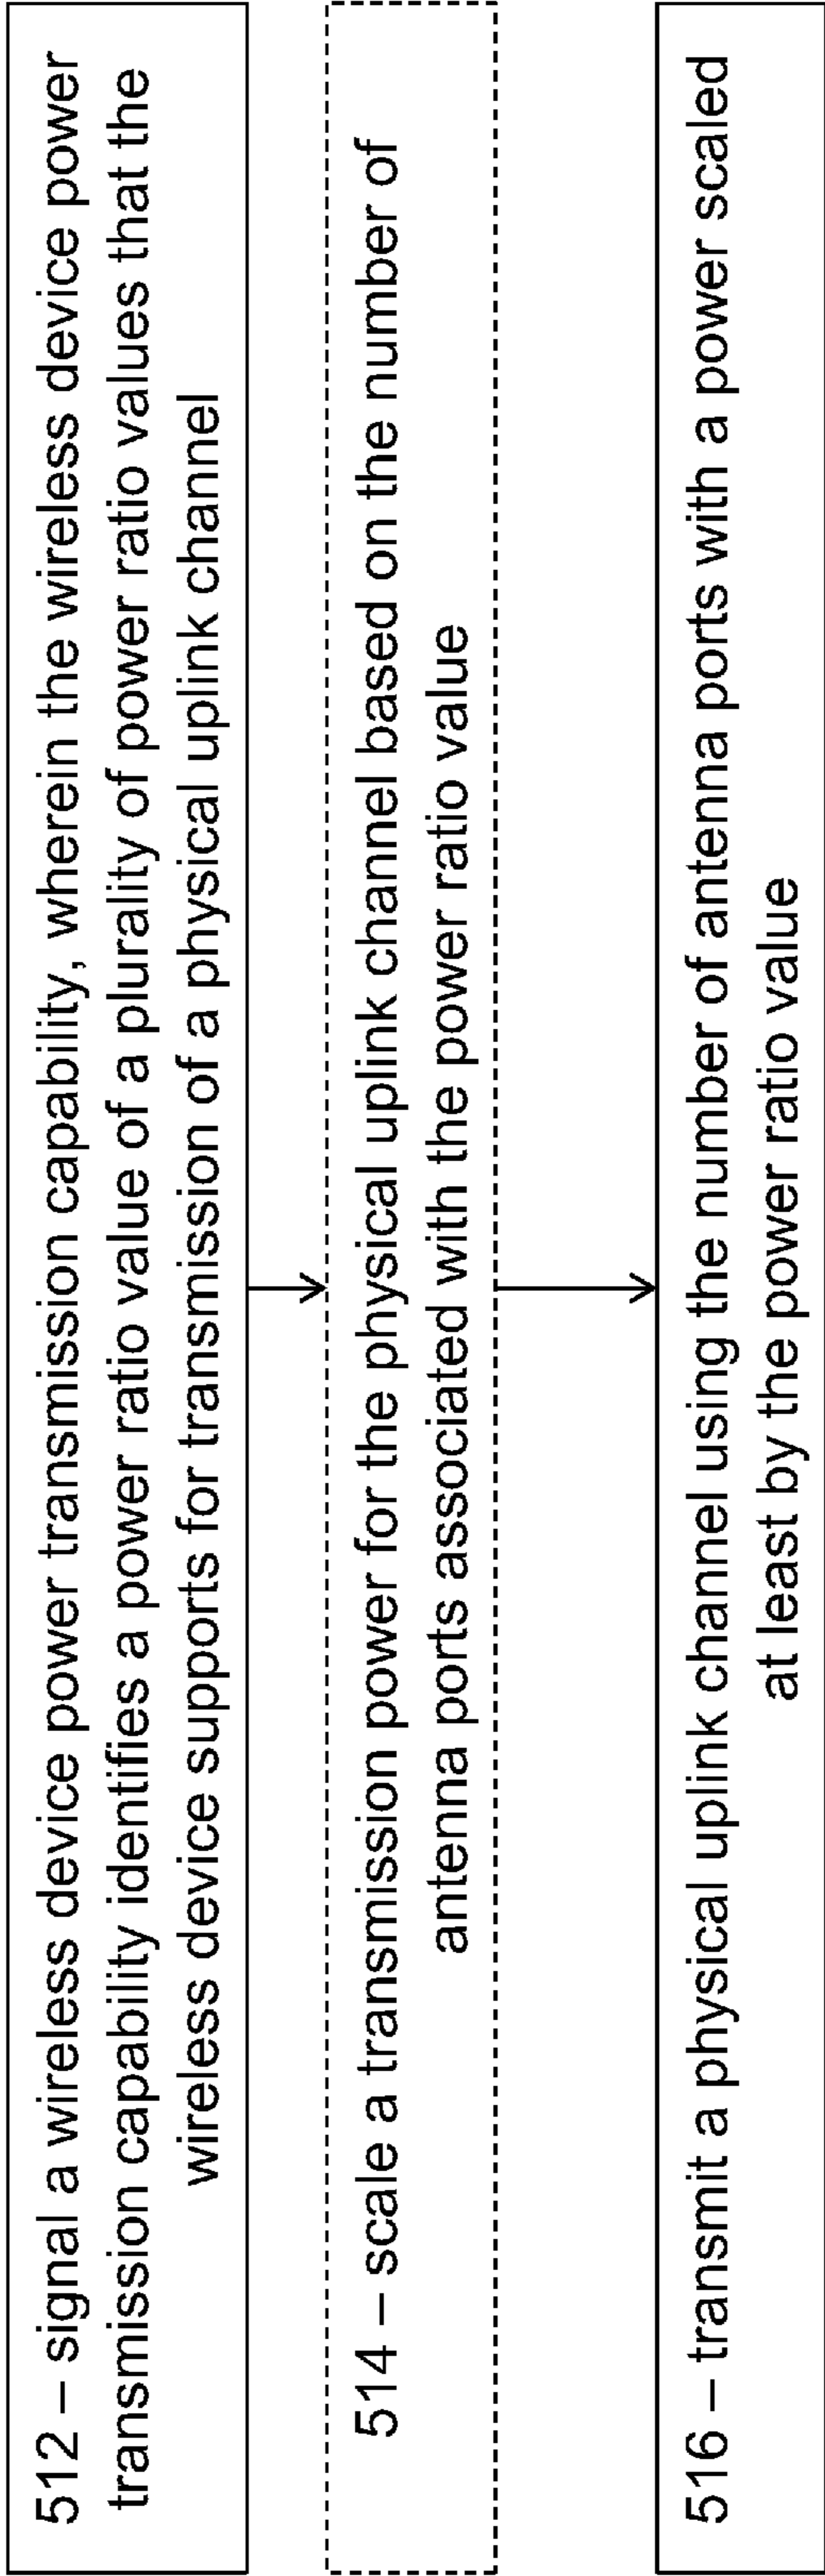 512 – signal a wireless device power transmission capability, wherein the wireless device power
transmission capability identifies a power ratio value of a plurality of power ratio values that the
wireless device supports for transmission of a physical uplink channel
514 – scale a transmission power for the physical uplink channel based on the number of
antenna ports associated with the power ratio value
516 – transmit a physical uplink channel using the number of antenna ports with a power scaled
at least by the power ratio value